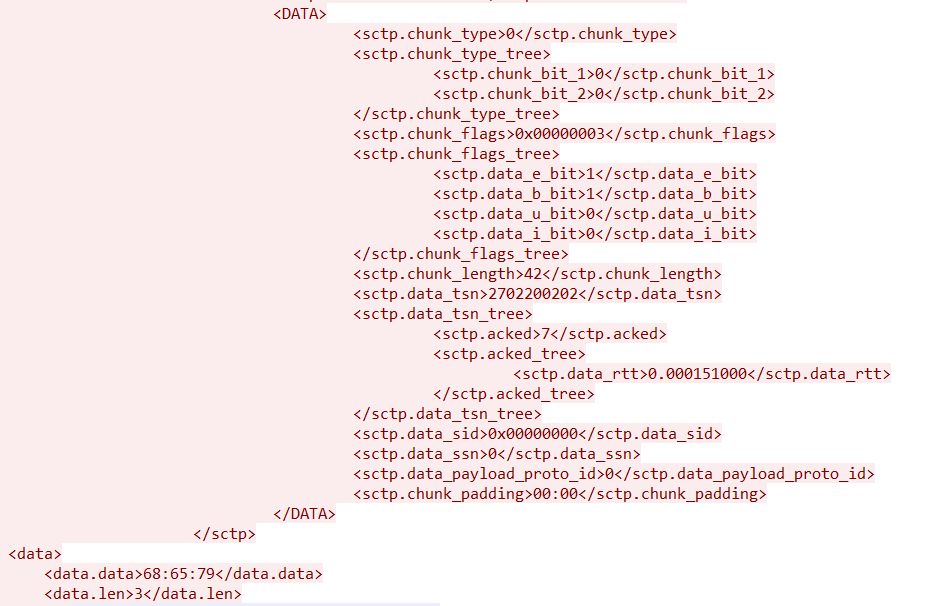 <DATA>
<sctp.chunk_type>0</sctp.chunk_type>
<sctp.chunk_type_tree>
<sctp.chunk_bit_1>0</sctp.chunk_bit_1>
<sctp.chunk_bit_2>0</sctp.chunk_bit_2>
</sctp.chunk_type_tree>
<sctp.chunk_flags>0x00000003</sctp.chunk_flags>
<sctp.chunk_flags_tree>
<sctp.data_e_bit>1</sctp.data_e_bit>
<sctp.data_b_bit>1</sctp.data_b_bit>
<sctp.data_u_bit>0</sctp.data_u_bit>
<sctp.data_i_bit>0</sctp.data_i_bit>
</sctp.chunk_flags_tree>
<sctp.chunk_length>42</sctp.chunk_length>
<sctp.data_tsn>2702200202</sctp.data_tsn>
<sctp.data_tsn_tree>
<sctp.acked>7</sctp.acked>
<sctp.acked_tree>
<sctp.data_rtt>0.000151000</sctp.data_rtt>
</sctp.acked_tree>
</sctp.data_tsn_tree>
<sctp.data_sid>0x00000000</sctp.data_sid>
<sctp.data_ssn>0</sctp.data_ssn>
<sctp.data_payload_proto_id>0</sctp.data_payload_proto_id>
<sctp.chunk_padding>00:00</sctp.chunk_padding>
</DATA>
</sctp>
<data>
<data.data>68:65:79</data.data>
<data.len>3</data.len>